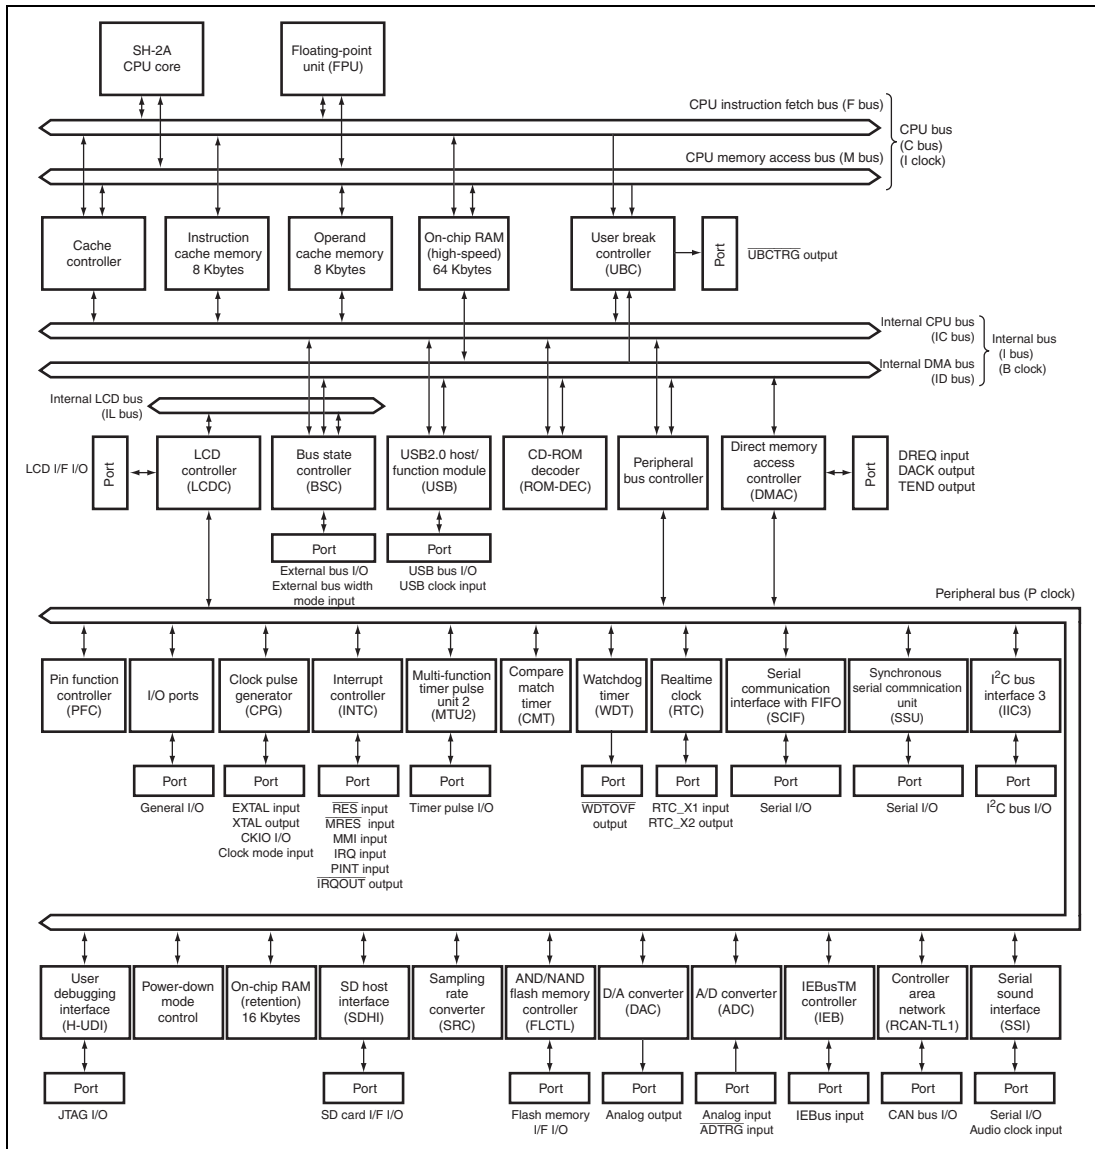 SH-2A
CPU core
Floating-point
unit (FPU)
CPU instruction fetch bus (F bus)
CPU memory access bus (M bus)
CPU bus
(C bus)
(I clock)
Cache
controller
Instruction
cache memory
8 Kbytes
Operand
cache memory
8 Kbytes
On-chip RAM
(high-speed)
64 Kbytes
User break
controller
(UBC)
Port
UBCTRG output
Internal CPU bus
(IC bus)
Internal DMA bus
(ID bus)
Internal bus
(I bus)
(B clock)
Internal LCD bus
(IL bus)
LCD I/F I/O
Port
LCD
controller
(LCDC)
Bus state
controller
(BSC)
USB2.0 host/
function module
(USB)
CD-ROM
decoder
(ROM-DEC)
Peripheral
bus controller
Direct memory
access
controller
(DMAC)
Port
DREQ input
DACK output
TEND output
Port
External bus I/O
External bus width
mode input
Port
USB bus I/O
USB clock input
Peripheral bus (P clock)
Pin function
controller
(PFC)
I/O ports
Clock pulse
generator
(CPG)
Interrupt
controller
(INTC)
Multi-function
timer pulse
unit 2
(MTU2)
Compare
match
timer
(CMT)
Watchdog
timer
(WDT)
Realtime
clock
(RTC)
Serial
communication
interface with FIFO
(SCIF)
Synchronous
serial commnication
unit
(SSU)
I²C bus
interface 3
(IIC3)
Port
General I/O
Port
EXTAL input
XTAL output
CKIO I/O
Clock mode input
Port
RES input
MRES input
MMI input
IRQ input
PINT input
IRQOUT output
Port
Timer pulse I/O
Port
WDTOVF
output
Port
RTC_X1 input
RTC_X2 output
Port
Serial I/O
Port
Serial I/O
Port
I²C bus I/O
User
debugging
interface
(H-UDI)
Power-down
mode
control
On-chip RAM
(retention)
16 Kbytes
SD host
interface
(SDHI)
Sampling
rate
converter
(SRC)
AND/NAND
flash memory
controller
(FLCTL)
D/A converter
(DAC)
A/D converter
(ADC)
IEBusTM
controller
(IEB)
Controller
area
network
(RCAN-TL1)
Serial
sound
interface
(SSI)
Port
JTAG I/O
Port
SD card I/F I/O
Port
Flash memory
I/F I/O
Port
Analog output
Port
Analog input
ADTRG input
Port
IEBus input
Port
CAN bus I/O
Port
Serial I/O
Audio clock input